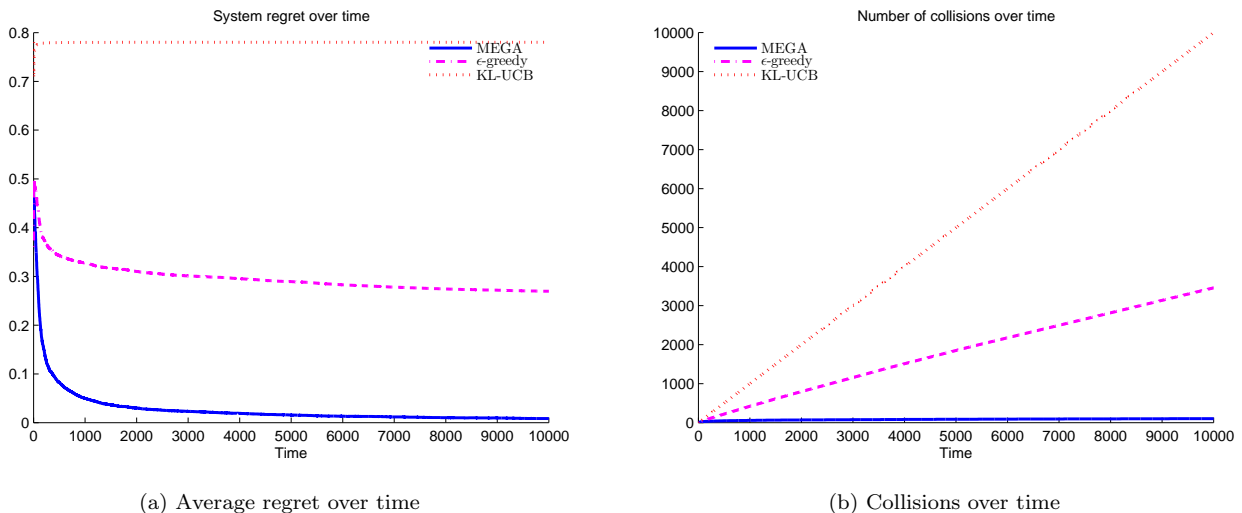 System regret over time
0.8
0.7
0.6
0.5
0.4
0.3
0.2
0.1
0
0 1000 2000 3000 4000 5000 6000 7000 8000 9000 10000
Time
MEGA
ϵ-greedy
KL-UCB
(a) Average regret over time
Number of collisions over time
10000
9000
8000
7000
6000
5000
4000
3000
2000
1000
0
0 1000 2000 3000 4000 5000 6000 7000 8000 9000 10000
Time
MEGA
ϵ-greedy
KL-UCB
(b) Collisions over time